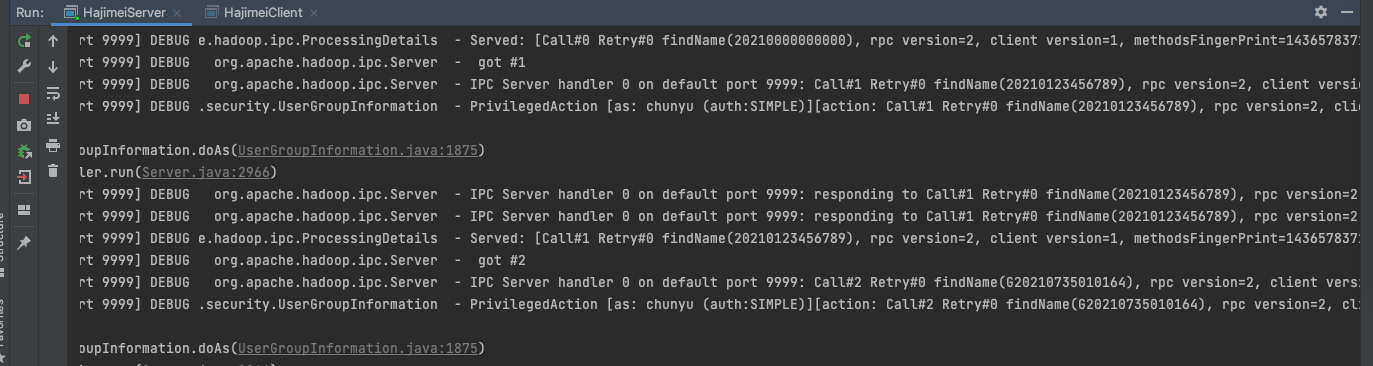 Run: HajimeiServer × HajimeiClient ×
rt 9999] DEBUG e.hadoop.ipc.ProcessingDetails - Served: [Call#0 Retry#0 findName(20210000000000), rpc version=2, client version=1, methodsFingerPrint=143657837
rt 9999] DEBUG org.apache.hadoop.ipc.Server - got #1
rt 9999] DEBUG org.apache.hadoop.ipc.Server - IPC Server handler 0 on default port 9999: Call#1 Retry#0 findName(20210123456789), rpc version=2, client versi
rt 9999] DEBUG .security.UserGroupInformation - PrivilegedAction [as: chunyu (auth:SIMPLE)][action: Call#1 Retry#0 findName(20210123456789), rpc version=2, cli
oupInformation.doAs(UserGroupInformation.java:1875)
ler.run(Server.java:2966)
rt 9999] DEBUG org.apache.hadoop.ipc.Server - IPC Server handler 0 on default port 9999: responding to Call#1 Retry#0 findName(20210123456789), rpc version=2
rt 9999] DEBUG org.apache.hadoop.ipc.Server - IPC Server handler 0 on default port 9999: responding to Call#1 Retry#0 findName(20210123456789), rpc version=2
rt 9999] DEBUG e.hadoop.ipc.ProcessingDetails - Served: [Call#1 Retry#0 findName(20210123456789), rpc version=2, client version=1, methodsFingerPrint=143657837
rt 9999] DEBUG org.apache.hadoop.ipc.Server - got #2
rt 9999] DEBUG org.apache.hadoop.ipc.Server - IPC Server handler 0 on default port 9999: Call#2 Retry#0 findName(G20210735010164), rpc version=2, client vers
rt 9999] DEBUG .security.UserGroupInformation - PrivilegedAction [as: chunyu (auth:SIMPLE)][action: Call#2 Retry#0 findName(G20210735010164), rpc version=2, cl
oupInformation.doAs(UserGroupInformation.java:1875)
Structure